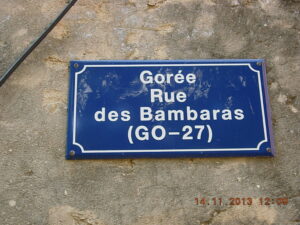 Gorée
Rue
des Bambaras
(GO-27)
14.11.2013